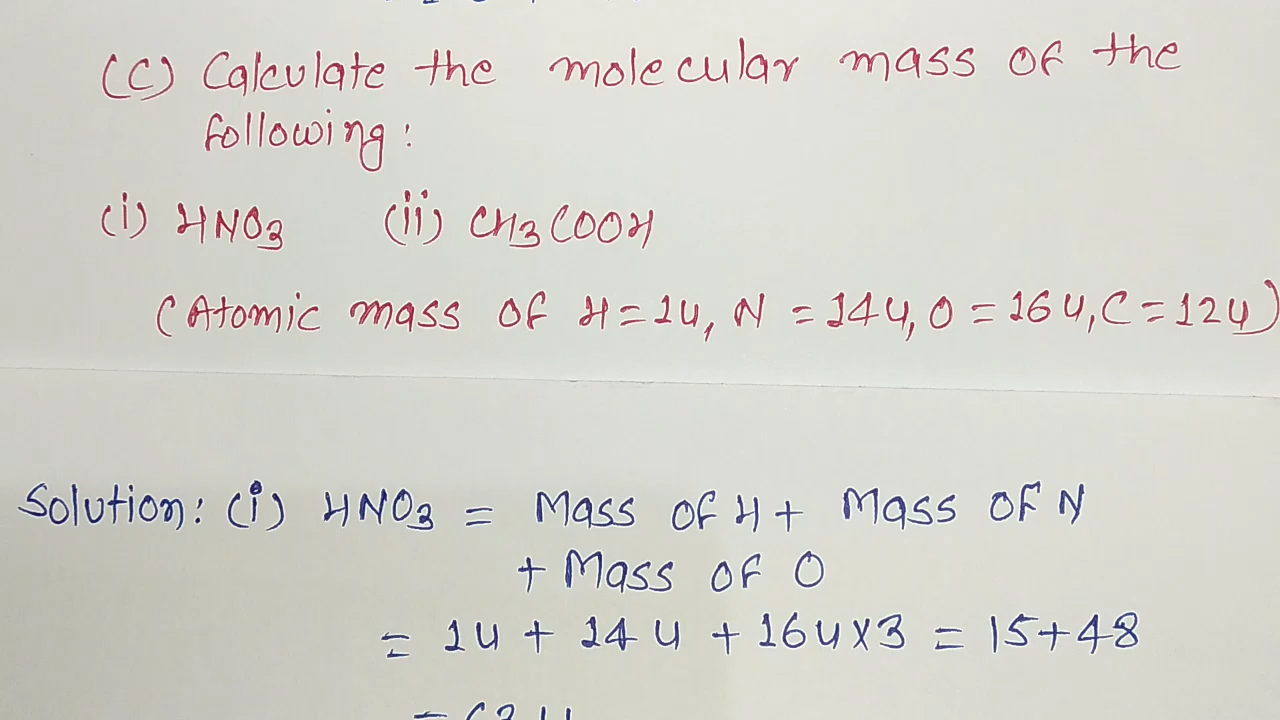 (C) Calculate the molecular mass of the
following:
(i) HNO3 (ii) CH3COOH
(Atomic mass of H=1u, N=14u, O=16u, C=12u)
Solution: (i) HNO3 = Mass of H + Mass of N
+ Mass of O
= 1u + 14u + 16u×3 = 15+48